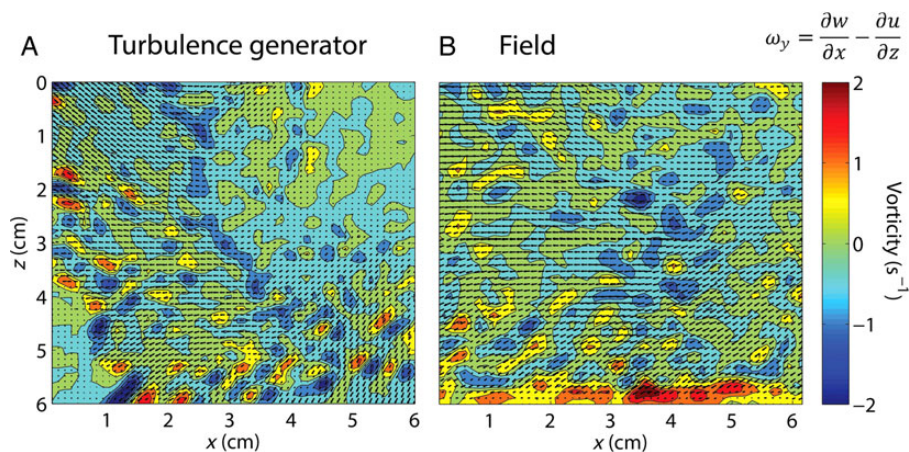 A Turbulence generator
B Field
ω_y = ∂w/∂x − ∂u/∂z
0
1
2
3
4
5
6
z (cm)
1 2 3 4 5 6
x (cm)
1 2 3 4 5 6
x (cm)
2
1
0
−1
−2
Vorticity (s⁻¹)